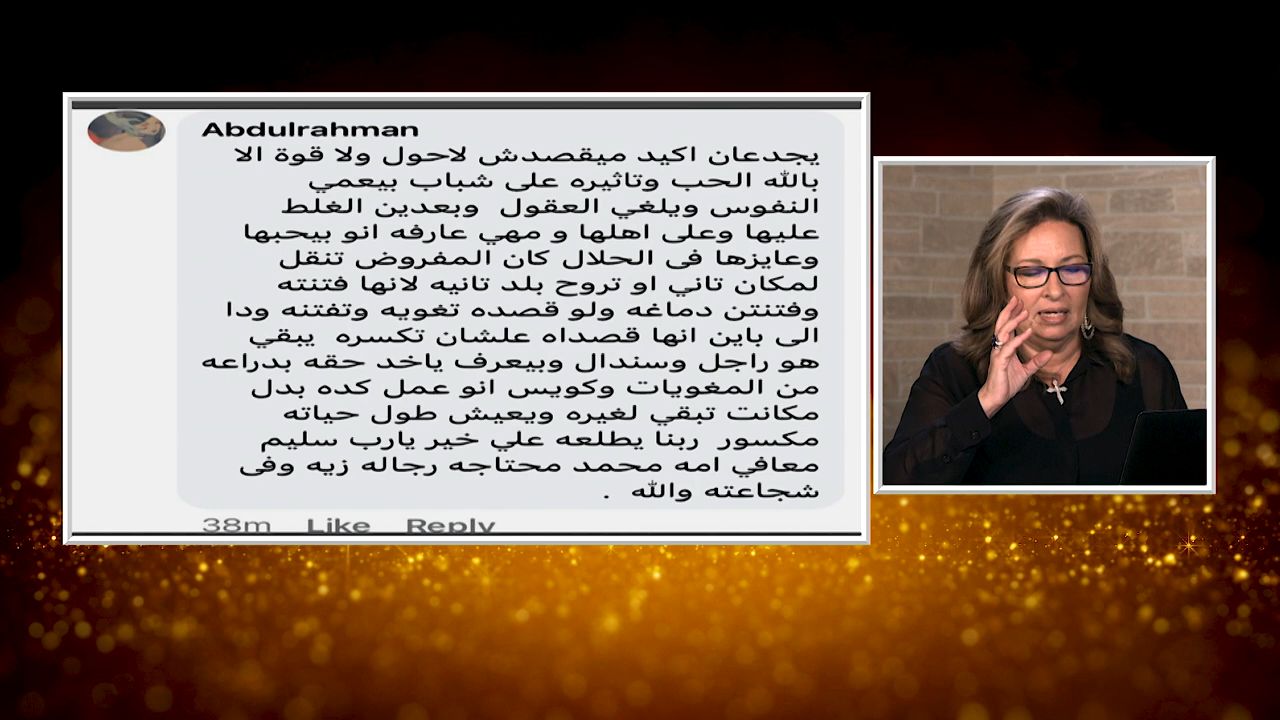 Abdulrahman
يجدعان اكيد ميقصدش لاحول ولا قوة الا
بالله الحب وتاثيره على شباب بيعمي
النفوس ويلغي العقول وبعدين الغلط
عليها وعلى اهلها و مهي عارفه انو بيحبها
وعايزها فى الحلال كان المفروض تنقل
لمكان تاني او تروح بلد تانيه لانها فتنته
وفتنتن دماغه ولو قصده تغويه وتفتنه ودا
الى باين انها قصداه علشان تكسره يبقي
هو راجل وسندال وبيعرف ياخد حقه بدراعه
من المغويات وكويس انو عمل كده بدل
مكانت تبقي لغيره ويعيش طول حياته
مكسور ربنا يطلعه علي خير يارب سليم
معافي امه محمد محتاجه رجاله زيه وفى
شجاعته والله .
38m Like Reply